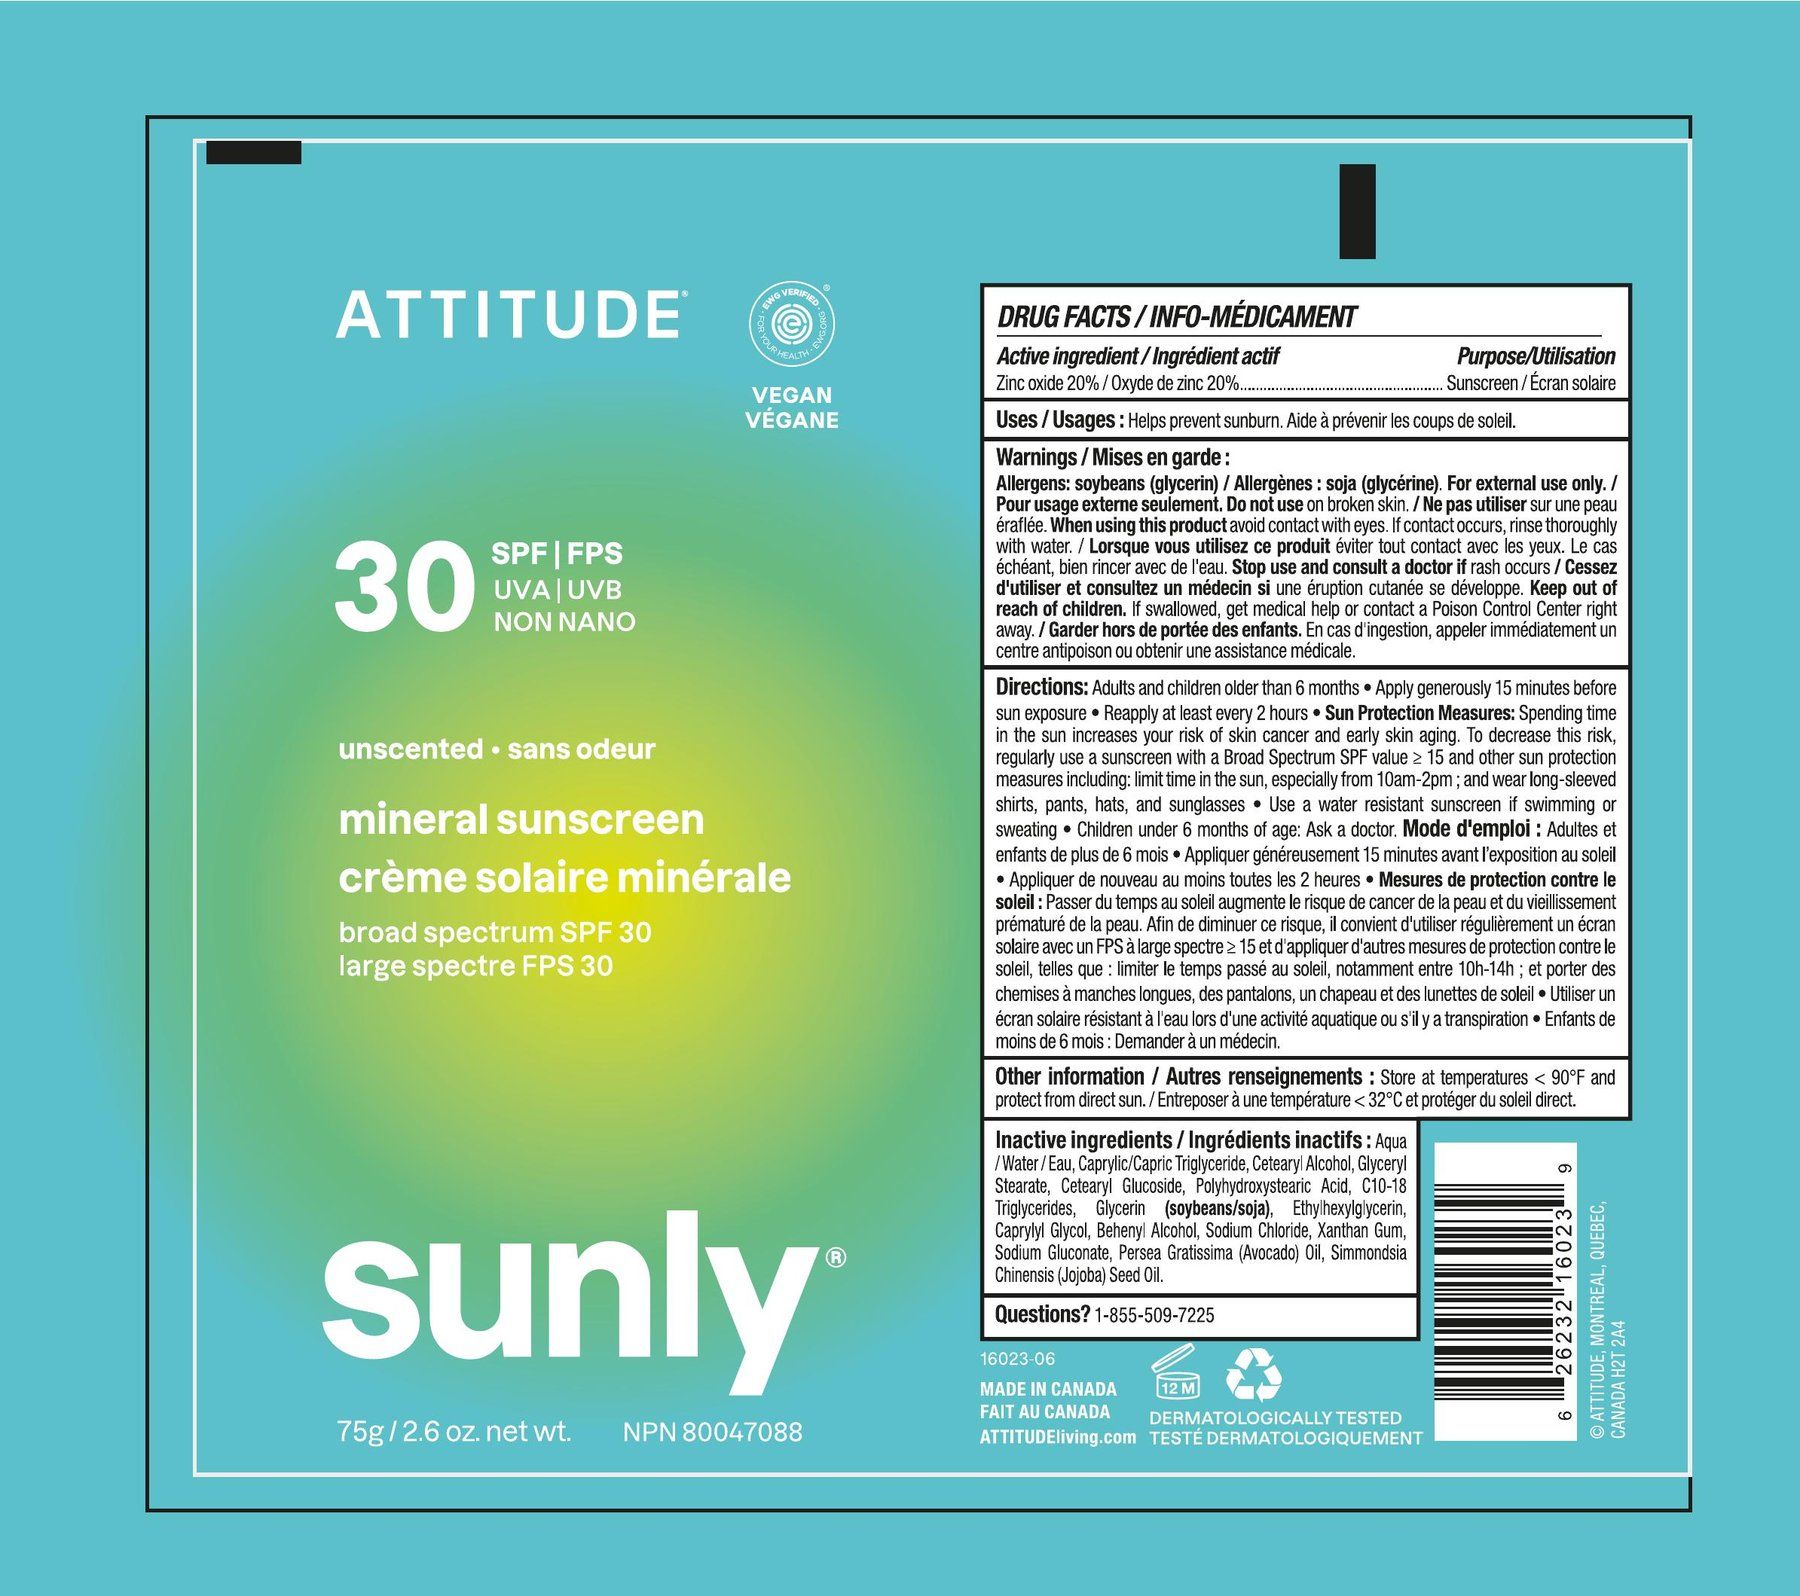 ATTITUDE®
EWG VERIFIED · FOR YOUR HEALTH · EWG.ORG ®
VEGAN
VÉGANE
30
SPF | FPS
UVA | UVB
NON NANO
unscented • sans odeur
mineral sunscreen
crème solaire minérale
broad spectrum SPF 30
large spectre FPS 30
sunly®
75g / 2.6 oz. net wt. NPN 80047088
DRUG FACTS / INFO-MÉDICAMENT
Active ingredient / Ingrédient actif Purpose/Utilisation
Zinc oxide 20% / Oxyde de zinc 20%.................................................. Sunscreen / Écran solaire
Uses / Usages : Helps prevent sunburn. Aide à prévenir les coups de soleil.
Warnings / Mises en garde :
Allergens: soybeans (glycerin) / Allergènes : soja (glycérine). For external use only. /
Pour usage externe seulement. Do not use on broken skin. / Ne pas utiliser sur une peau
éraflée. When using this product avoid contact with eyes. If contact occurs, rinse thoroughly
with water. / Lorsque vous utilisez ce produit éviter tout contact avec les yeux. Le cas
échéant, bien rincer avec de l'eau. Stop use and consult a doctor if rash occurs / Cessez
d'utiliser et consultez un médecin si une éruption cutanée se développe. Keep out of
reach of children. If swallowed, get medical help or contact a Poison Control Center right
away. / Garder hors de portée des enfants. En cas d'ingestion, appeler immédiatement un
centre antipoison ou obtenir une assistance médicale.
Directions: Adults and children older than 6 months • Apply generously 15 minutes before
sun exposure • Reapply at least every 2 hours • Sun Protection Measures: Spending time
in the sun increases your risk of skin cancer and early skin aging. To decrease this risk,
regularly use a sunscreen with a Broad Spectrum SPF value ≥ 15 and other sun protection
measures including: limit time in the sun, especially from 10am-2pm ; and wear long-sleeved
shirts, pants, hats, and sunglasses • Use a water resistant sunscreen if swimming or
sweating • Children under 6 months of age: Ask a doctor. Mode d'emploi : Adultes et
enfants de plus de 6 mois • Appliquer généreusement 15 minutes avant l’exposition au soleil
• Appliquer de nouveau au moins toutes les 2 heures • Mesures de protection contre le
soleil : Passer du temps au soleil augmente le risque de cancer de la peau et du vieillissement
prématuré de la peau. Afin de diminuer ce risque, il convient d'utiliser régulièrement un écran
solaire avec un FPS à large spectre ≥ 15 et d'appliquer d'autres mesures de protection contre le
soleil, telles que : limiter le temps passé au soleil, notamment entre 10h-14h ; et porter des
chemises à manches longues, des pantalons, un chapeau et des lunettes de soleil • Utiliser un
écran solaire résistant à l'eau lors d'une activité aquatique ou s'il y a transpiration • Enfants de
moins de 6 mois : Demander à un médecin.
Other information / Autres renseignements : Store at temperatures < 90°F and
protect from direct sun. / Entreposer à une température < 32°C et protéger du soleil direct.
Inactive ingredients / Ingrédients inactifs : Aqua
/ Water / Eau, Caprylic/Capric Triglyceride, Cetearyl Alcohol, Glyceryl
Stearate, Cetearyl Glucoside, Polyhydroxystearic Acid, C10-18
Triglycerides, Glycerin (soybeans/soja), Ethylhexylglycerin,
Caprylyl Glycol, Behenyl Alcohol, Sodium Chloride, Xanthan Gum,
Sodium Gluconate, Persea Gratissima (Avocado) Oil, Simmondsia
Chinensis (Jojoba) Seed Oil.
Questions? 1-855-509-7225
16023-06
MADE IN CANADA
FAIT AU CANADA
ATTITUDEliving.com
12 M
DERMATOLOGICALLY TESTED
TESTÉ DERMATOLOGIQUEMENT
6 26232 16023 9
© ATTITUDE, MONTREAL, QUEBEC,
CANADA H2T 2A4